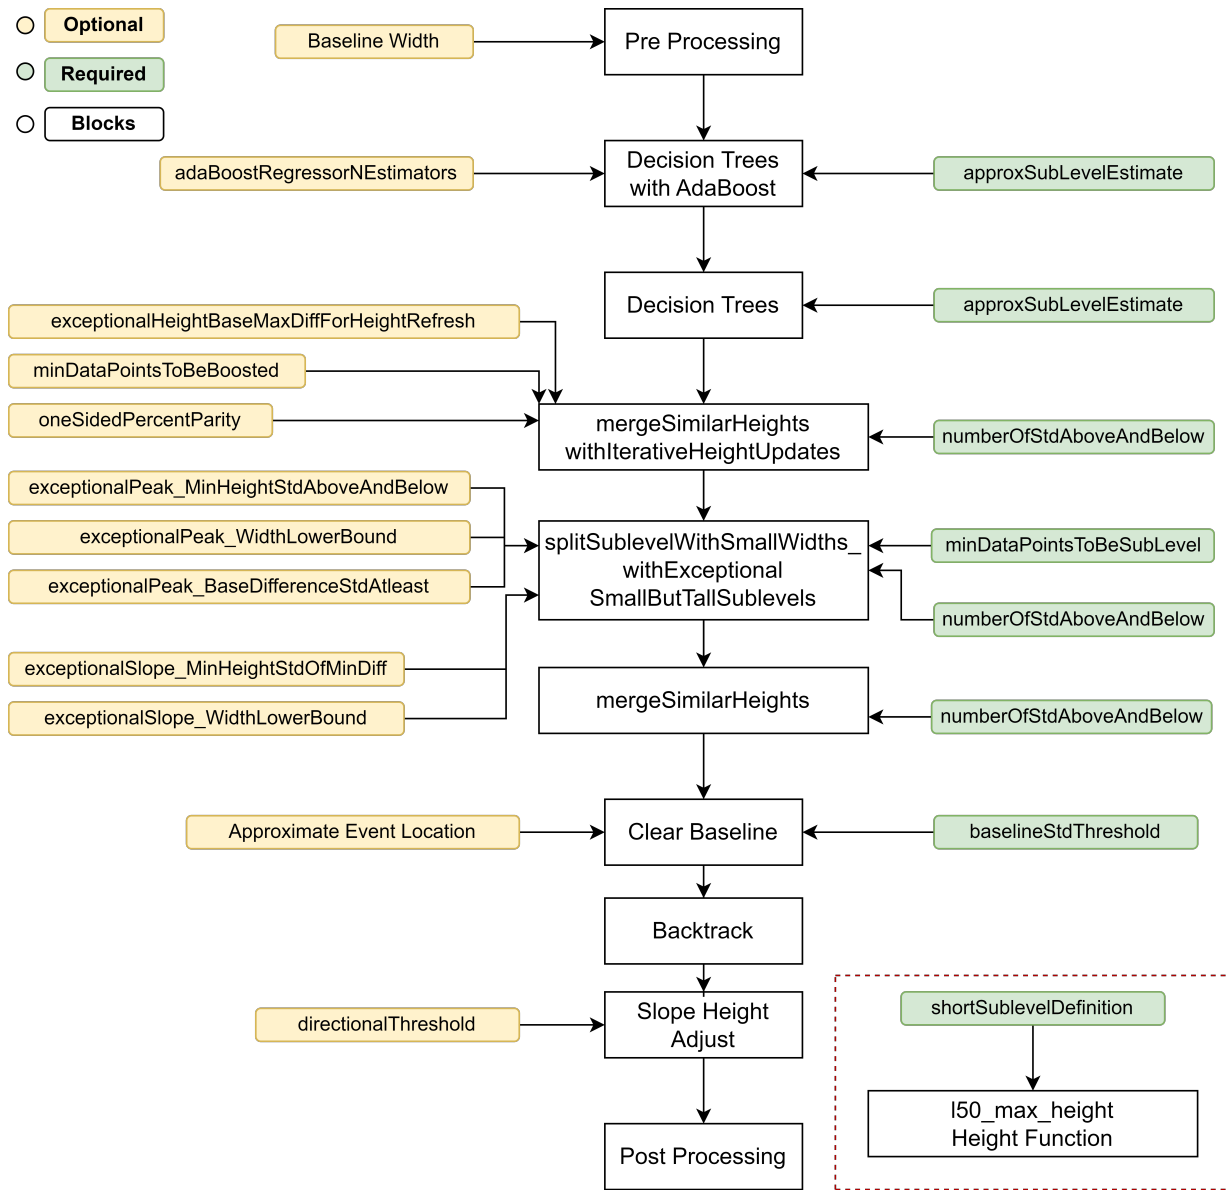 Optional
Required
Blocks
Baseline Width
Pre Processing
adaBoostRegressorNEstimators
Decision Trees
with AdaBoost
approxSubLevelEstimate
Decision Trees
approxSubLevelEstimate
exceptionalHeightBaseMaxDiffForHeightRefresh
minDataPointsToBeBoosted
oneSidedPercentParity
mergeSimilarHeights
withIterativeHeightUpdates
numberOfStdAboveAndBelow
exceptionalPeak_MinHeightStdAboveAndBelow
exceptionalPeak_WidthLowerBound
exceptionalPeak_BaseDifferenceStdAtleast
splitSublevelWithSmallWidths_
withExceptional
SmallButTallSublevels
minDataPointsToBeSubLevel
numberOfStdAboveAndBelow
exceptionalSlope_MinHeightStdOfMinDiff
exceptionalSlope_WidthLowerBound
mergeSimilarHeights
numberOfStdAboveAndBelow
Approximate Event Location
Clear Baseline
baselineStdThreshold
Backtrack
directionalThreshold
Slope Height
Adjust
shortSublevelDefinition
l50_max_height
Height Function
Post Processing